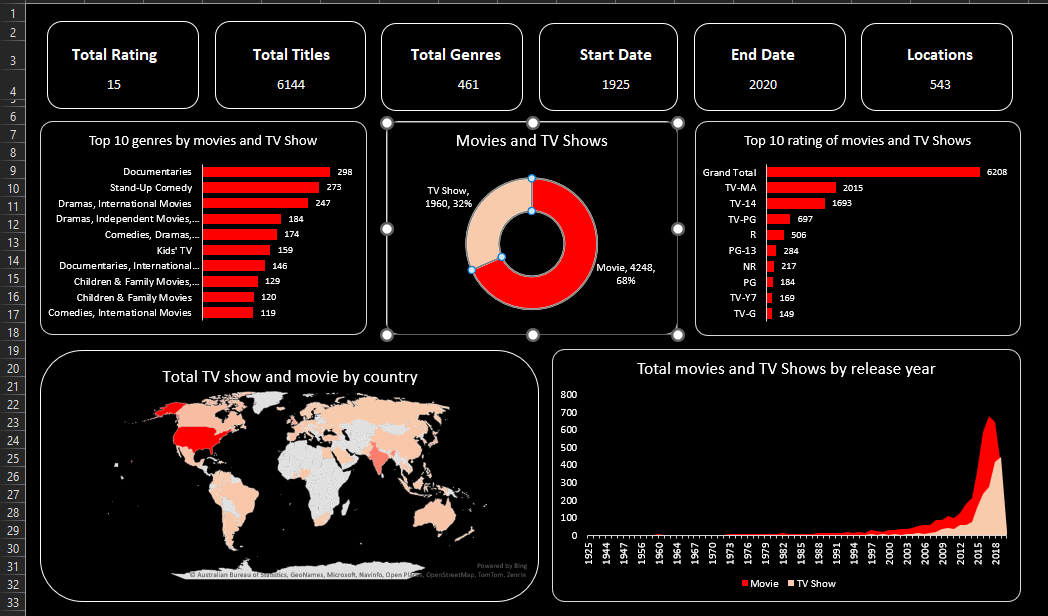 1
2
3
4
5
6
7
8
9
10
11
12
13
14
15
16
17
18
19
20
21
22
23
24
25
26
27
28
29
30
31
32
33
Total Rating
15
Total Titles
6144
Total Genres
461
Start Date
1925
End Date
2020
Locations
543
Top 10 genres by movies and TV Show
Documentaries 298
Stand-Up Comedy 273
Dramas, International Movies 247
Dramas, Independent Movies,... 184
Comedies, Dramas,... 174
Kids' TV 159
Documentaries, International... 146
Children & Family Movies,... 129
Children & Family Movies 120
Comedies, International Movies 119
Movies and TV Shows
TV Show,
1960, 32%
Movie, 4248,
68%
Top 10 rating of movies and TV Shows
Grand Total 6208
TV-MA 2015
TV-14 1693
TV-PG 697
R 506
PG-13 284
NR 217
PG 184
TV-Y7 169
TV-G 149
Total TV show and movie by country
Powered by Bing
© Australian Bureau of Statistics, GeoNames, Microsoft, Navinfo, Open Places, OpenStreetMap, TomTom, Zenrin
Total movies and TV Shows by release year
800
700
600
500
400
300
200
100
0
1925 1944 1947 1956 1960 1964 1967 1970 1973 1976 1979 1982 1985 1988 1991 1994 1997 2000 2003 2006 2009 2012 2015 2018
Movie TV Show